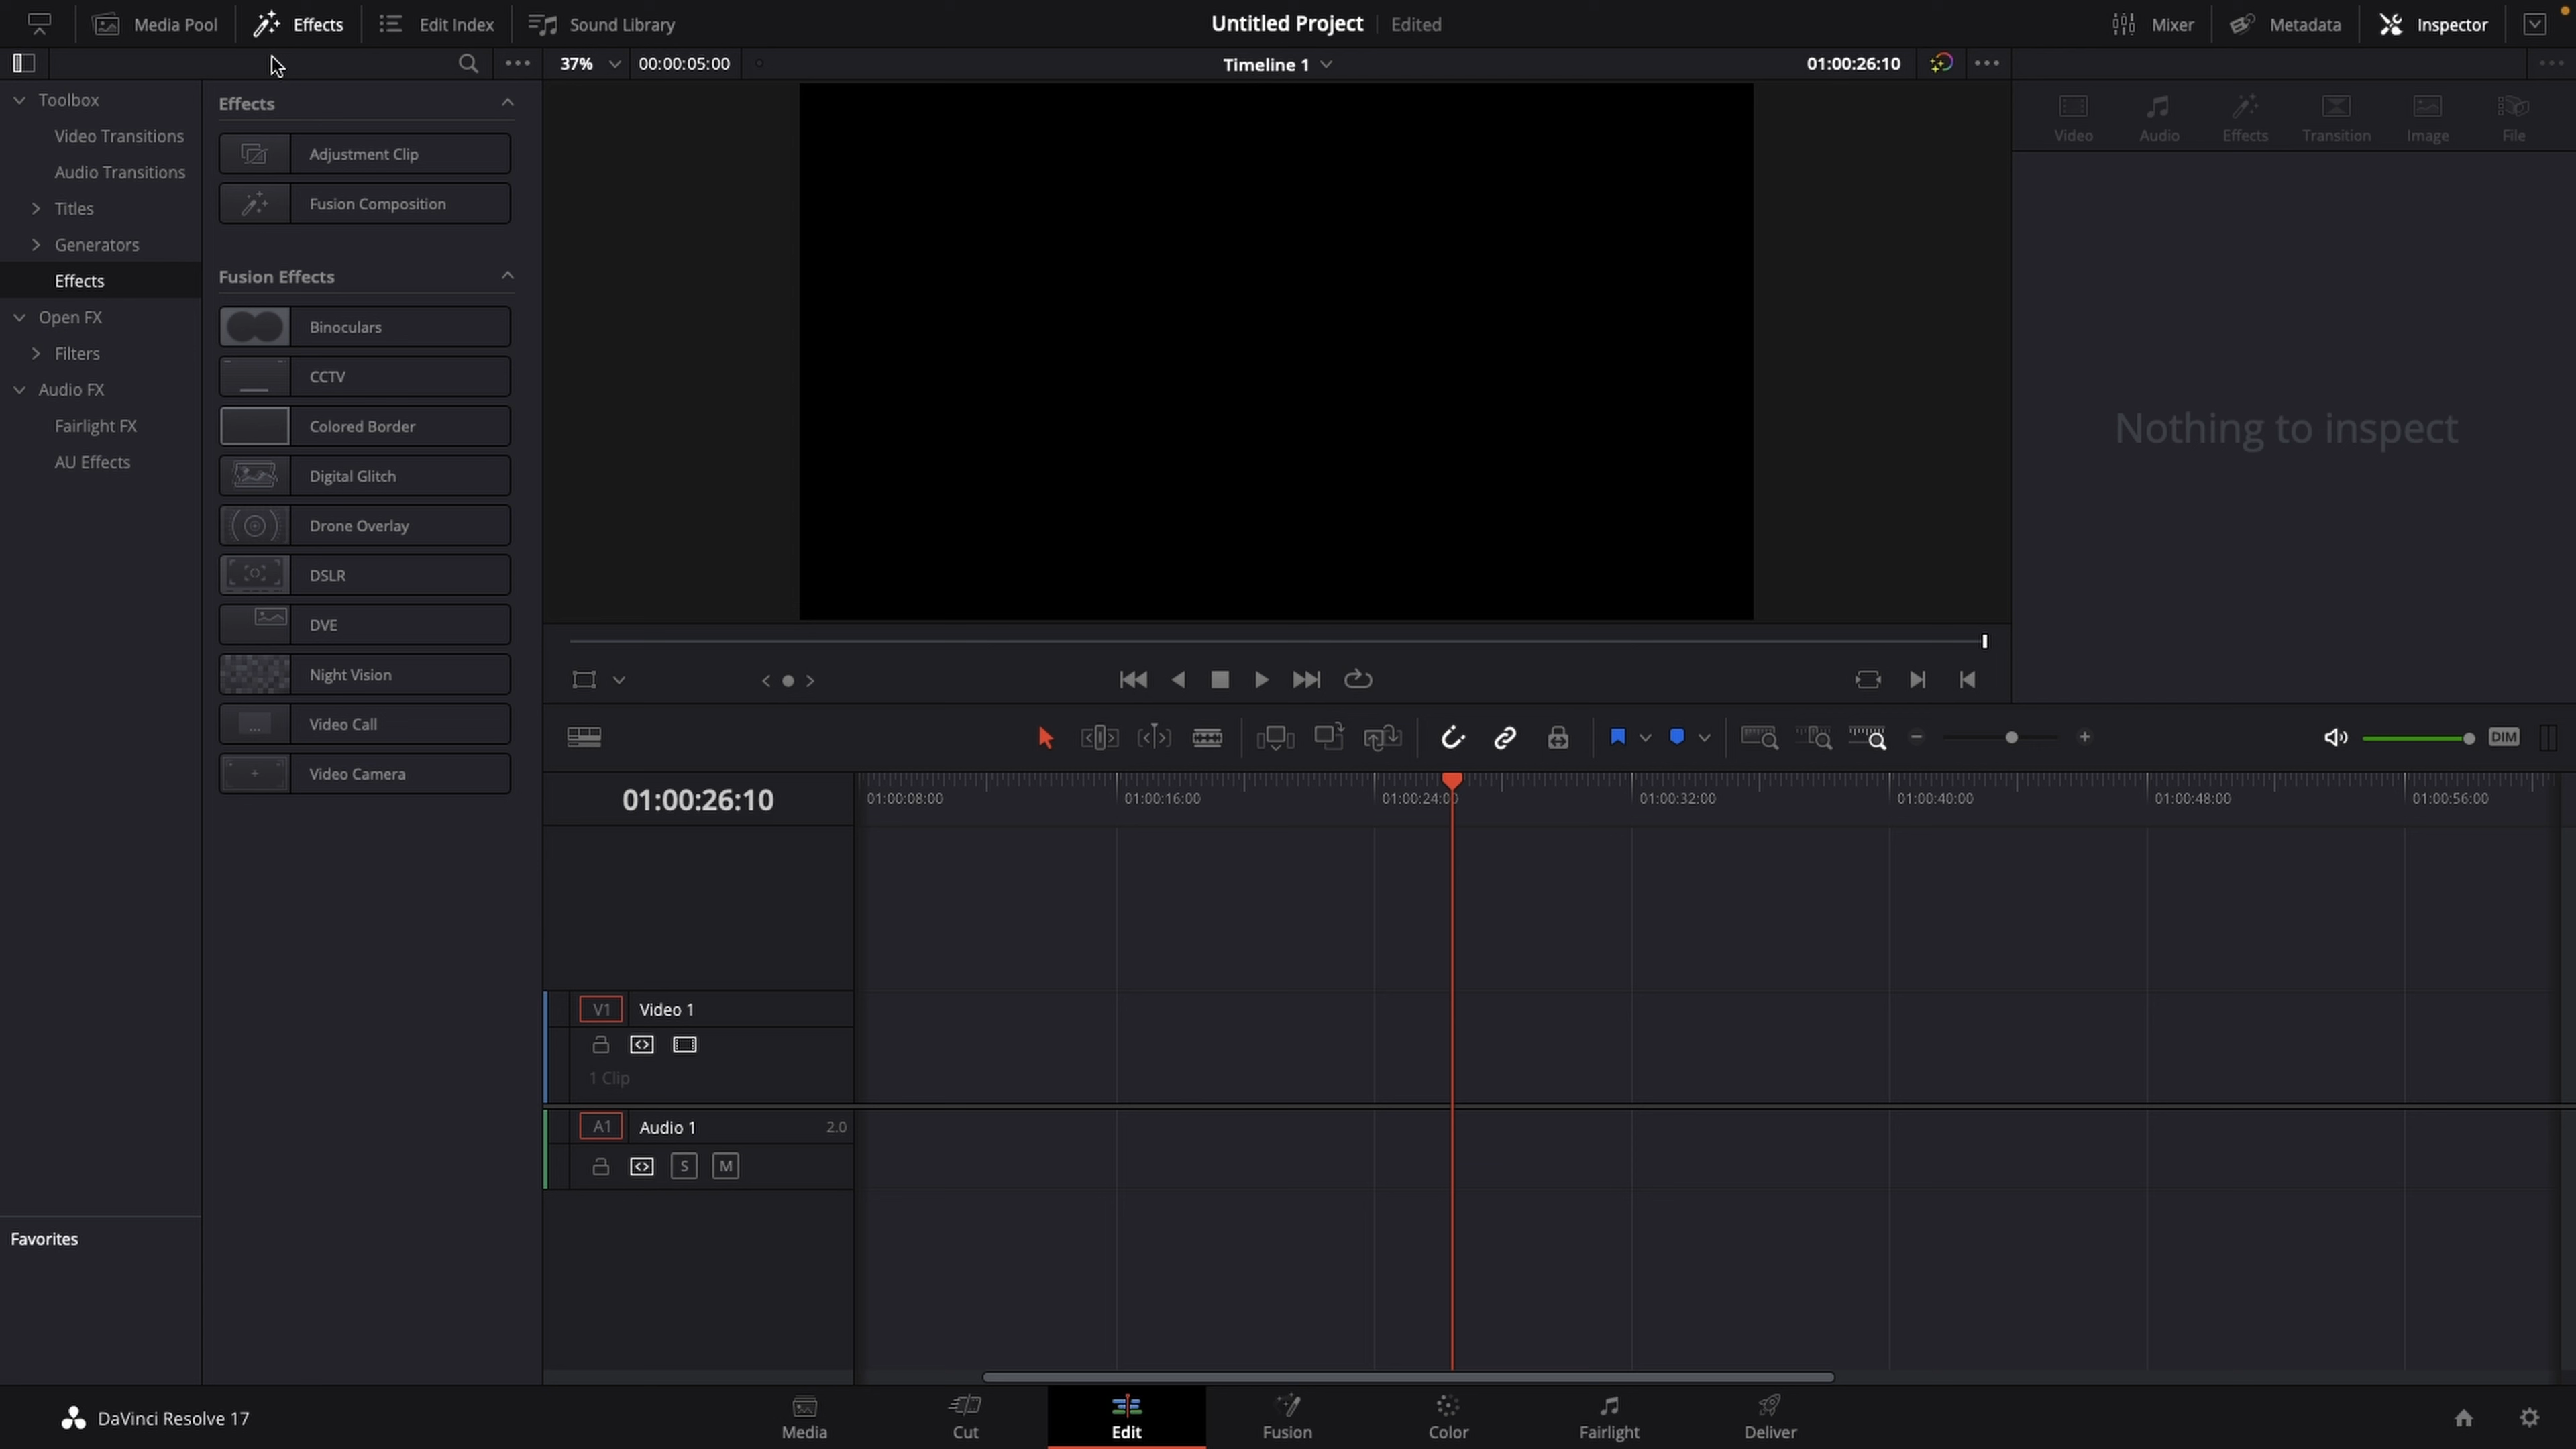 Media Pool
Effects
Edit Index
Sound Library
Untitled Project
Edited
Mixer
Metadata
Inspector
37%
00:00:05:00
Timeline 1
01:00:26:10
Toolbox
Video Transitions
Audio Transitions
Titles
Generators
Effects
Open FX
Filters
Audio FX
Fairlight FX
AU Effects
Favorites
Effects
Adjustment Clip
Fusion Composition
Fusion Effects
Binoculars
CCTV
Colored Border
Digital Glitch
Drone Overlay
DSLR
DVE
Night Vision
Video Call
Video Camera
Video
Audio
Effects
Transition
Image
File
Nothing to inspect
DIM
01:00:26:10
01:00:08:00
01:00:16:00
01:00:24:00
01:00:32:00
01:00:40:00
01:00:48:00
01:00:56:00
V1 Video 1
1 Clip
A1 Audio 1 2.0
S M
DaVinci Resolve 17
Media
Cut
Edit
Fusion
Color
Fairlight
Deliver